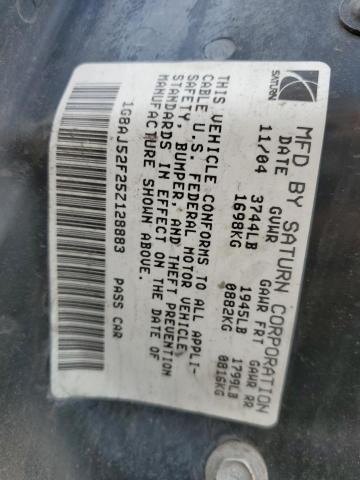 SATURN
MFD BY SATURN CORPORATION
DATE GVWR GAWR FRT GAWR RR
11/04 3744LB 1945LB 1799LB
1698KG 0882KG 0816KG
THIS VEHICLE CONFORMS TO ALL APPLI-
CABLE U.S. FEDERAL MOTOR VEHICLE
SAFETY, BUMPER, AND THEFT PREVENTION
STANDARDS IN EFFECT ON THE DATE OF
MANUFACTURE SHOWN ABOVE.
1G8AJ52F25Z128883 PASS CAR